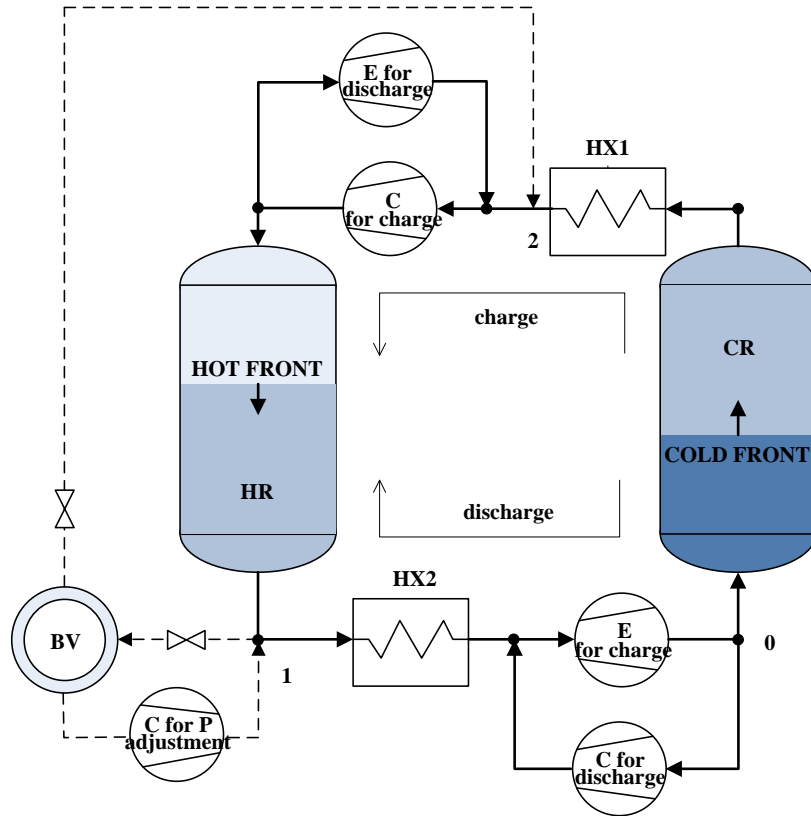 E for
discharge
HX1
C
for charge
2
charge
CR
HOT FRONT
COLD FRONT
HR
discharge
HX2
BV
E
for charge
1
0
C for P
adjustment
C for
discharge